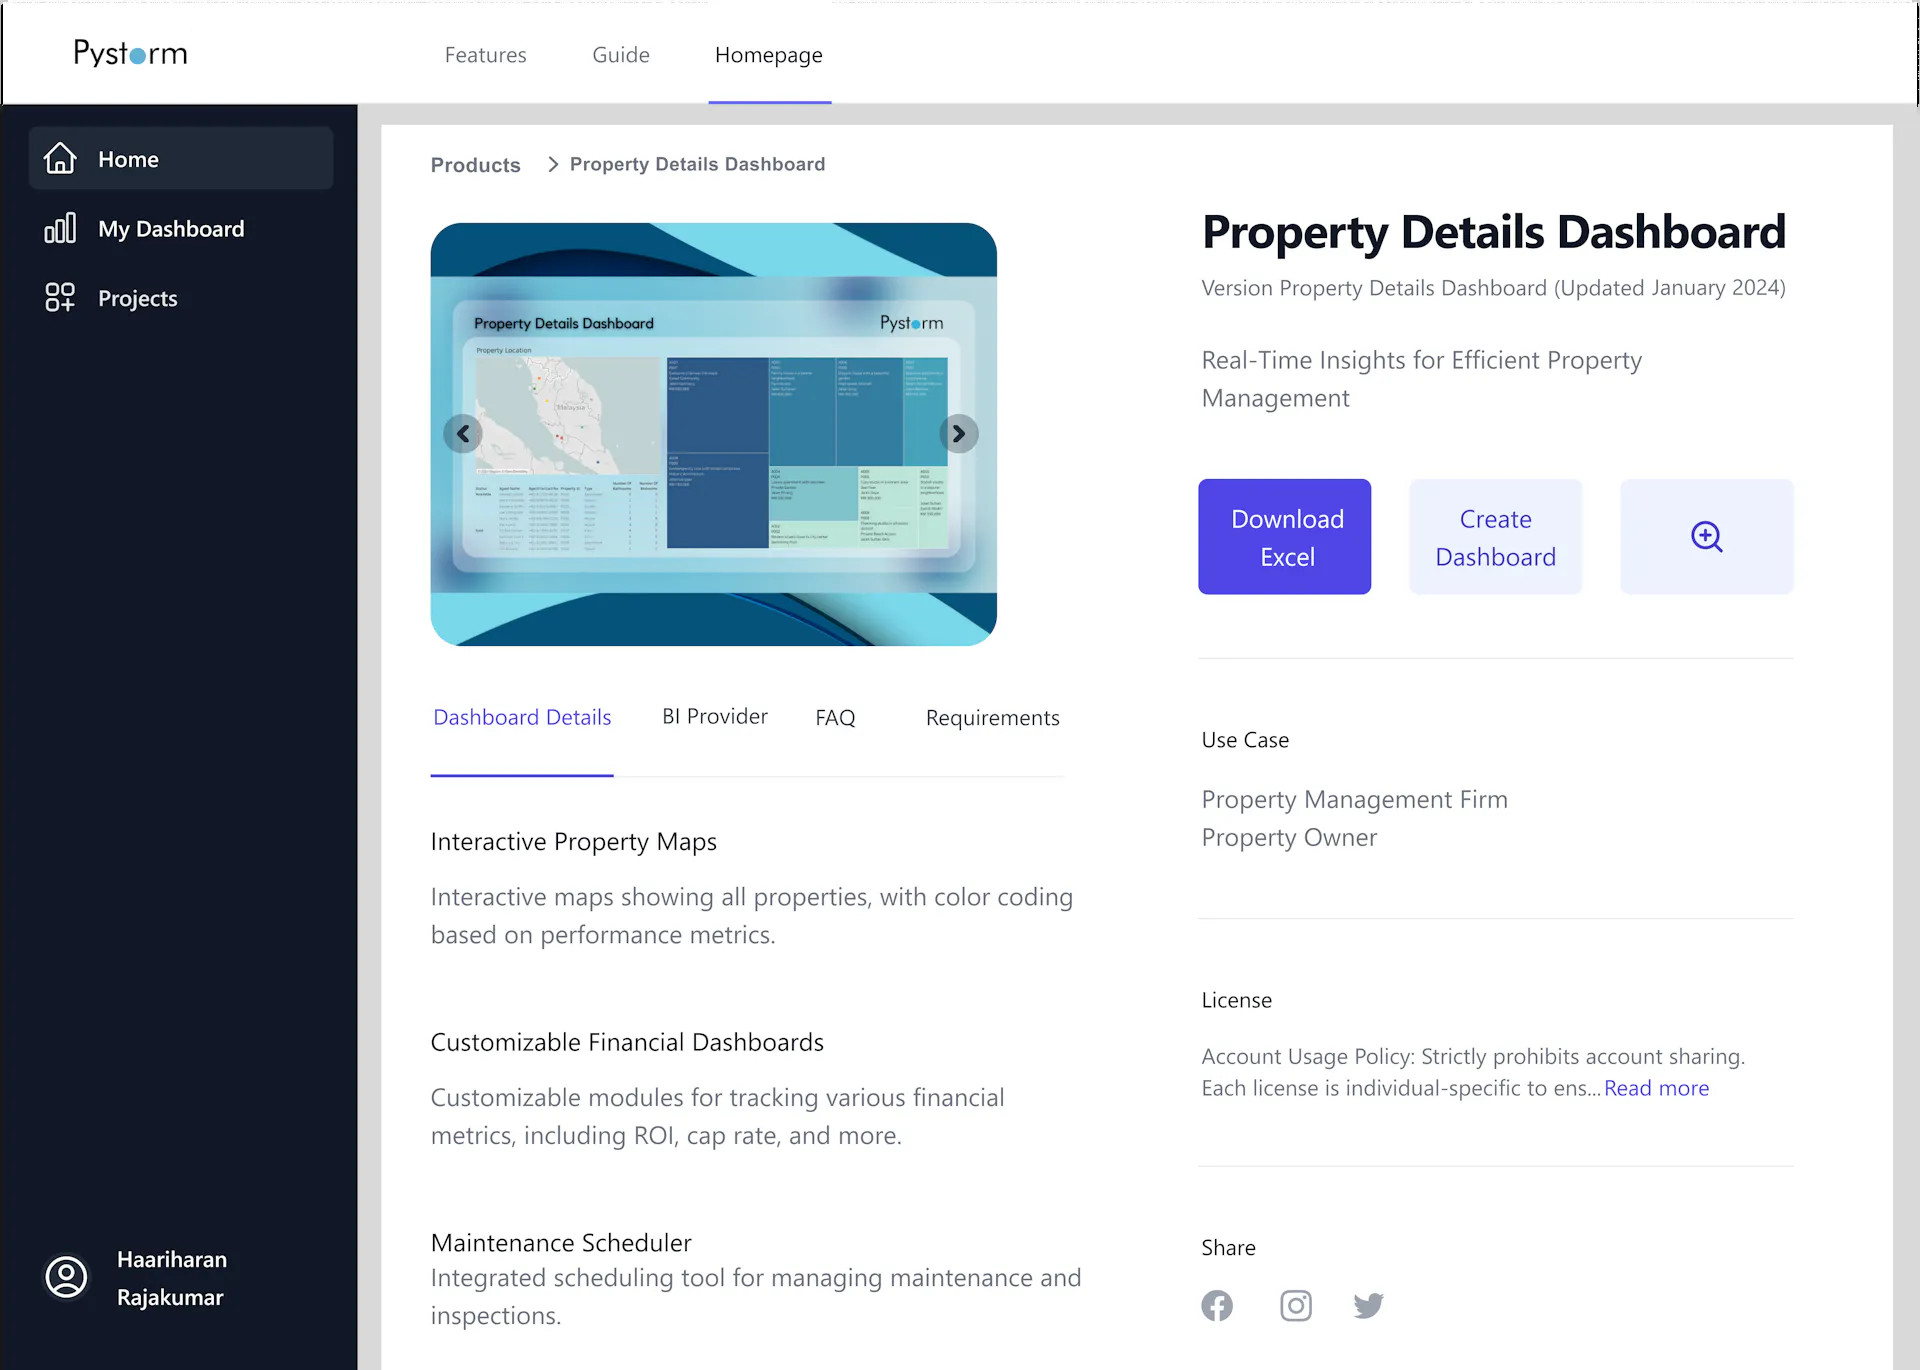 Pystorm
Features
Guide
Homepage
Home
My Dashboard
Projects
Haariharan
Rajakumar
Products
Property Details Dashboard
Property Details Dashboard
Pystorm
Property Location
Malaysia
Dashboard Details
BI Provider
FAQ
Requirements
Interactive Property Maps
Interactive maps showing all properties, with color coding
based on performance metrics.
Customizable Financial Dashboards
Customizable modules for tracking various financial
metrics, including ROI, cap rate, and more.
Maintenance Scheduler
Integrated scheduling tool for managing maintenance and
inspections.
Property Details Dashboard
Version Property Details Dashboard (Updated January 2024)
Real-Time Insights for Efficient Property
Management
Download
Excel
Create
Dashboard
Use Case
Property Management Firm
Property Owner
License
Account Usage Policy: Strictly prohibits account sharing.
Each license is individual-specific to ens... Read more
Share